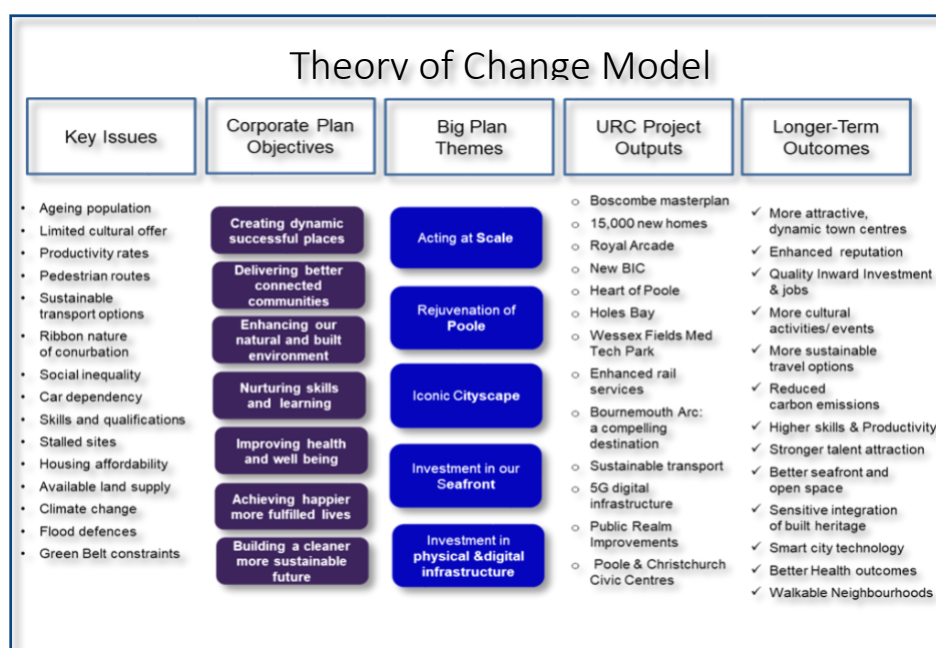 Theory of Change Model
Key Issues
Corporate Plan
Objectives
Big Plan
Themes
URC Project
Outputs
Longer-Term
Outcomes
• Ageing population
• Limited cultural offer
• Productivity rates
• Pedestrian routes
• Sustainable
transport options
• Ribbon nature
of conurbation
• Social inequality
• Car dependency
• Skills and qualifications
• Stalled sites
• Housing affordability
• Available land supply
• Climate change
• Flood defences
• Green Belt constraints
Creating dynamic
successful places
Delivering better
connected
communities
Enhancing our
natural and built
environment
Nurturing skills
and learning
Improving health
and well being
Achieving happier
more fulfilled lives
Building a cleaner
more sustainable
future
Acting at Scale
Rejuvenation of
Poole
Iconic Cityscape
Investment in our
Seafront
Investment in
physical &digital
infrastructure
o Boscombe masterplan
o 15,000 new homes
o Royal Arcade
o New BIC
o Heart of Poole
o Holes Bay
o Wessex Fields Med
Tech Park
o Enhanced rail
services
o Bournemouth Arc:
a compelling
destination
o Sustainable transport
o 5G digital
infrastructure
o Public Realm
Improvements
o Poole & Christchurch
Civic Centres
✓ More attractive,
dynamic town centres
✓ Enhanced reputation
✓ Quality Inward Investment
& jobs
✓ More cultural
activities/ events
✓ More sustainable
travel options
✓ Reduced
carbon emissions
✓ Higher skills & Productivity
✓ Stronger talent attraction
✓ Better seafront and
open space
✓ Sensitive integration
of built heritage
✓ Smart city technology
✓ Better Health outcomes
✓ Walkable Neighbourhoods